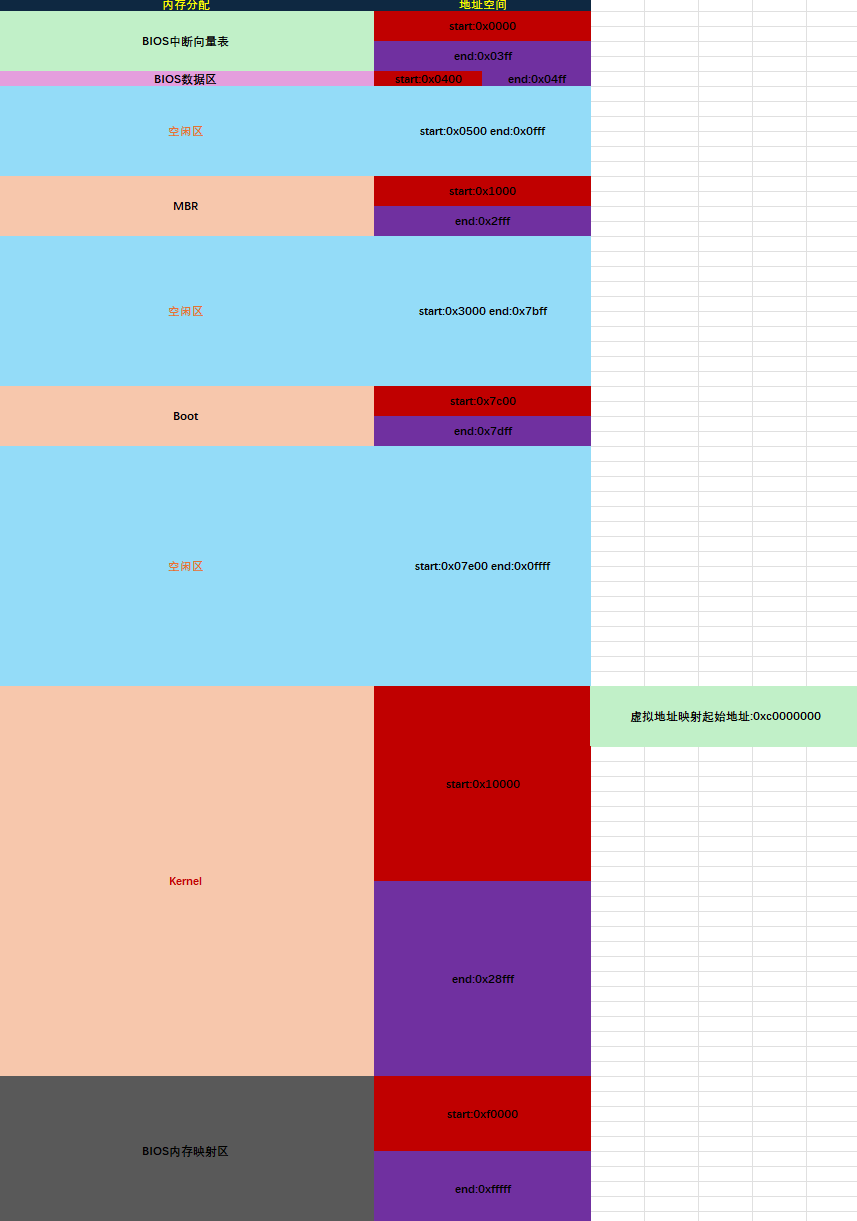 内存分配 地址空间
BIOS中断向量表
start:0x0000
end:0x03ff
BIOS数据区
start:0x0400 end:0x04ff
空闲区
start:0x0500 end:0x0fff
MBR
start:0x1000
end:0x2fff
空闲区
start:0x3000 end:0x7bff
Boot
start:0x7c00
end:0x7dff
空闲区
start:0x07e00 end:0x0ffff
Kernel
start:0x10000
虚拟地址映射起始地址:0xc0000000
end:0x28fff
BIOS内存映射区
start:0xf0000
end:0xfffff